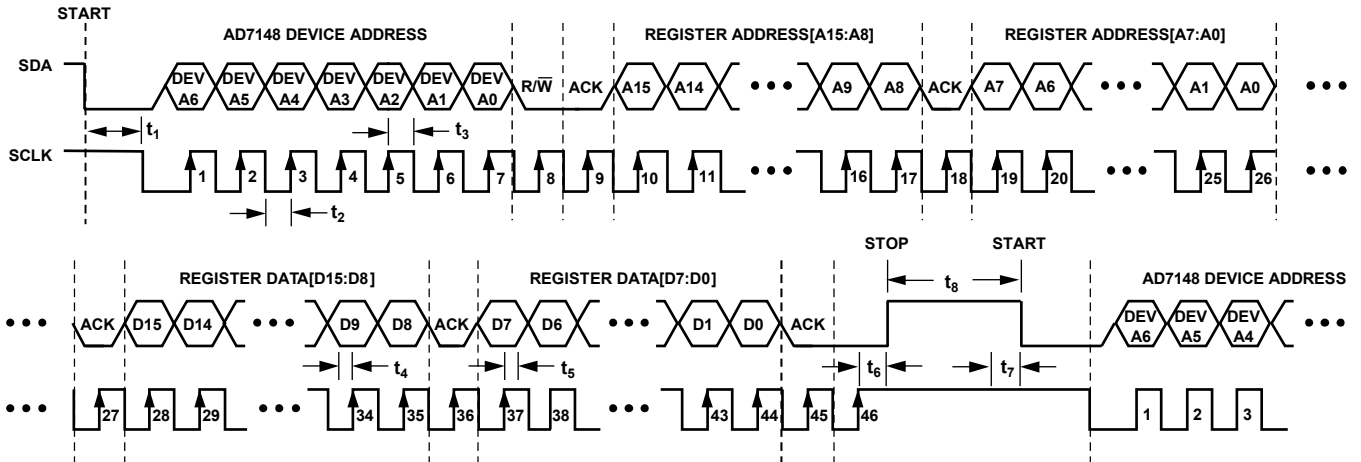 START
AD7148 DEVICE ADDRESS
REGISTER ADDRESS[A15:A8]
REGISTER ADDRESS[A7:A0]
SDA
DEV A6 DEV A5 DEV A4 DEV A3 DEV A2 DEV A1 DEV A0 R/W̅ ACK A15 A14 A9 A8 ACK A7 A6 A1 A0
t1 t3
SCLK
1 2 3 4 5 6 7 8 9 10 11 16 17 18 19 20 25 26
t2
STOP START
REGISTER DATA[D15:D8]
REGISTER DATA[D7:D0]
t8
AD7148 DEVICE ADDRESS
ACK D15 D14 D9 D8 ACK D7 D6 D1 D0 ACK DEV A6 DEV A5 DEV A4
t4 t5 t6 t7
27 28 29 34 35 36 37 38 43 44 45 46 1 2 3